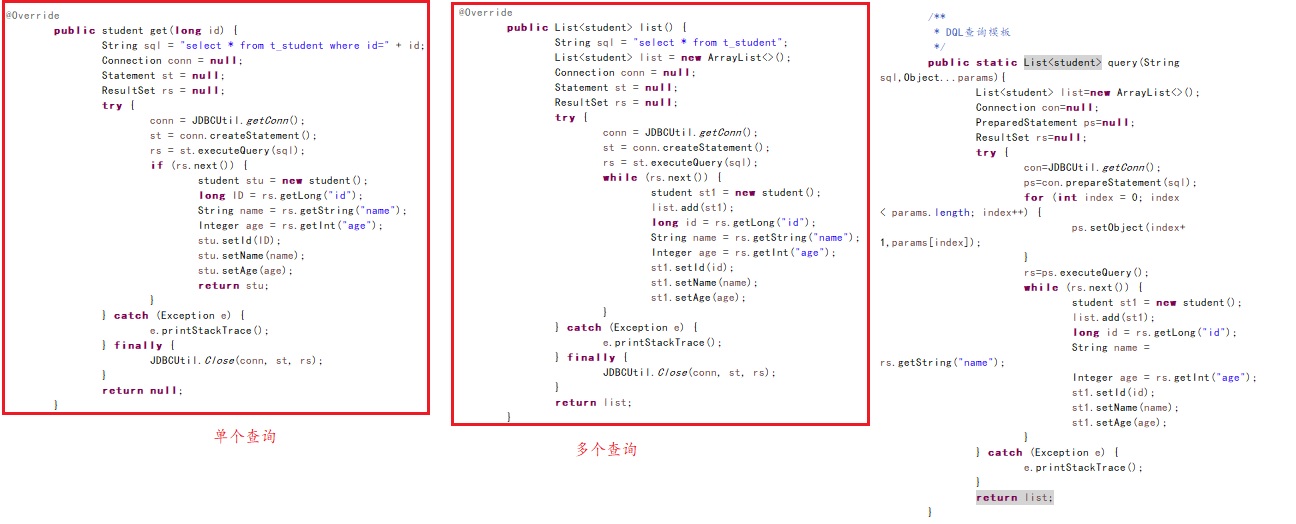 @Override
public student get(long id) {
String sql = "select * from t_student where id=" + id;
Connection conn = null;
Statement st = null;
ResultSet rs = null;
try {
conn = JDBCUtil.getConn();
st = conn.createStatement();
rs = st.executeQuery(sql);
if (rs.next()) {
student stu = new student();
long ID = rs.getLong("id");
String name = rs.getString("name");
Integer age = rs.getInt("age");
stu.setId(ID);
stu.setName(name);
stu.setAge(age);
return stu;
}
} catch (Exception e) {
e.printStackTrace();
} finally {
JDBCUtil.Close(conn, st, rs);
}
return null;
}
单个查询
@Override
public List<student> list() {
String sql = "select * from t_student";
List<student> list = new ArrayList<>();
Connection conn = null;
Statement st = null;
ResultSet rs = null;
try {
conn = JDBCUtil.getConn();
st = conn.createStatement();
rs = st.executeQuery(sql);
while (rs.next()) {
student st1 = new student();
list.add(st1);
long id = rs.getLong("id");
String name = rs.getString("name");
Integer age = rs.getInt("age");
st1.setId(id);
st1.setName(name);
st1.setAge(age);
}
} catch (Exception e) {
e.printStackTrace();
} finally {
JDBCUtil.Close(conn, st, rs);
}
return list;
}
多个查询
/**
* DQL查询模板
*/
public static List<student> query(String
sql,Object...params){
List<student> list=new ArrayList<>();
Connection con=null;
PreparedStatement ps=null;
ResultSet rs=null;
try {
con=JDBCUtil.getConn();
ps=con.prepareStatement(sql);
for (int index = 0; index
< params.length; index++) {
ps.setObject(index+
1,params[index]);
}
rs=ps.executeQuery();
while (rs.next()) {
student st1 = new student();
list.add(st1);
long id = rs.getLong("id");
String name =
rs.getString("name");
Integer age = rs.getInt("age");
st1.setId(id);
st1.setName(name);
st1.setAge(age);
}
} catch (Exception e) {
e.printStackTrace();
}
return list;
}